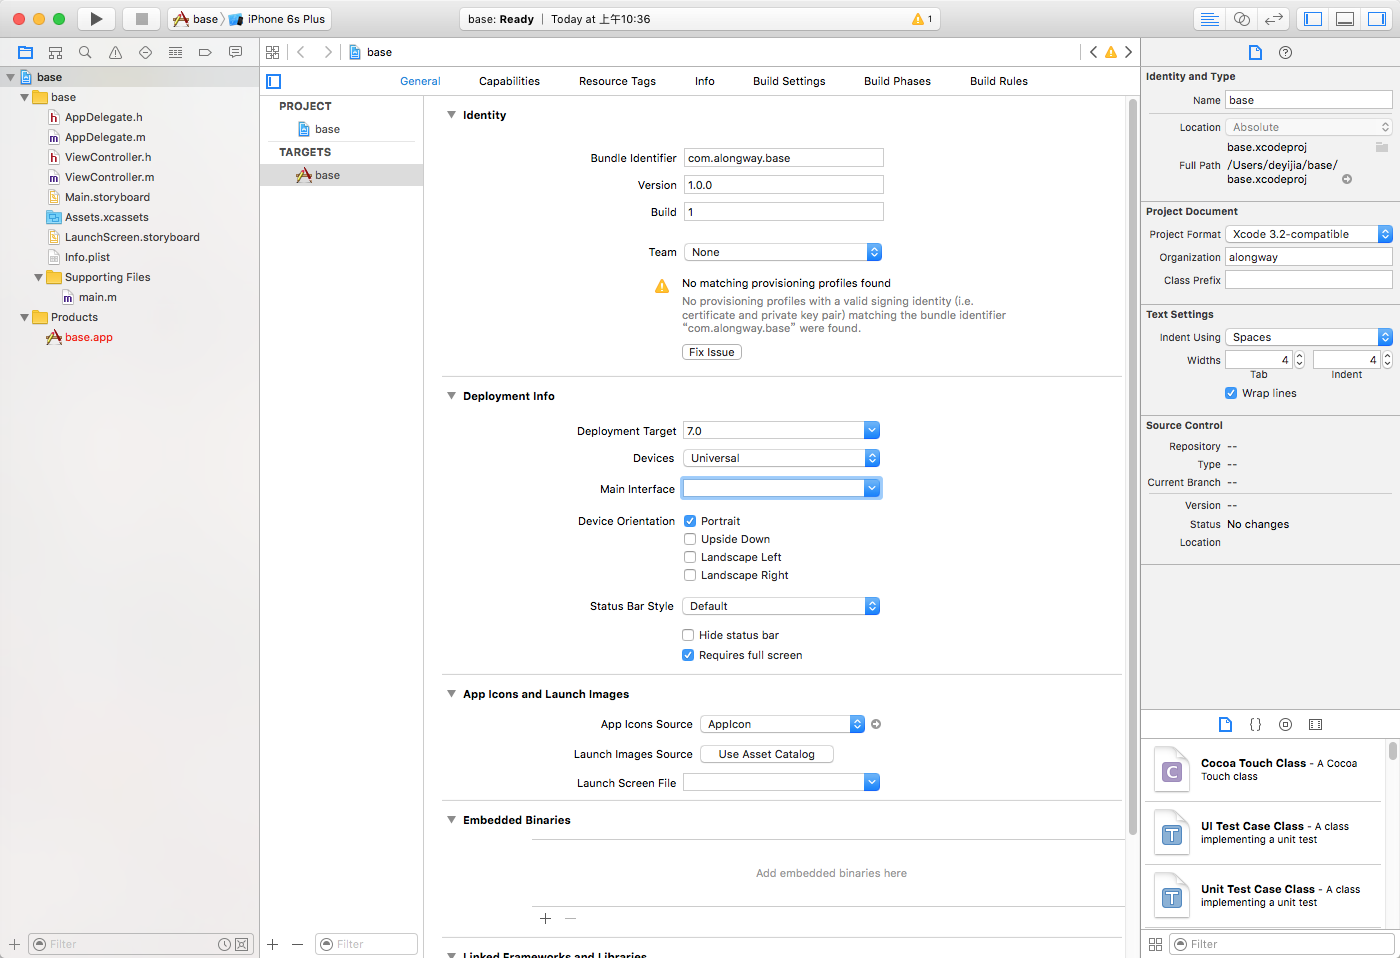 base
iPhone 6s Plus
base: Ready
Today at 上午10:36
1
base
base
AppDelegate.h
AppDelegate.m
ViewController.h
ViewController.m
Main.storyboard
Assets.xcassets
LaunchScreen.storyboard
Info.plist
Supporting Files
main.m
Products
base.app
Filter
base
General
Capabilities
Resource Tags
Info
Build Settings
Build Phases
Build Rules
PROJECT
base
TARGETS
base
Filter
Identity
Bundle Identifier com.alongway.base
Version 1.0.0
Build 1
Team None
No matching provisioning profiles found
No provisioning profiles with a valid signing identity (i.e.
certificate and private key pair) matching the bundle identifier
“com.alongway.base” were found.
Fix Issue
Deployment Info
Deployment Target 7.0
Devices Universal
Main Interface
Device Orientation Portrait
Upside Down
Landscape Left
Landscape Right
Status Bar Style Default
Hide status bar
Requires full screen
App Icons and Launch Images
App Icons Source AppIcon
Launch Images Source Use Asset Catalog
Launch Screen File
Embedded Binaries
Add embedded binaries here
Linked Frameworks and Libraries
Identity and Type
Name base
Location Absolute
base.xcodeproj
Full Path /Users/deyijia/base/
base.xcodeproj
Project Document
Project Format Xcode 3.2-compatible
Organization alongway
Class Prefix
Text Settings
Indent Using Spaces
Widths 4 4
Tab Indent
Wrap lines
Source Control
Repository --
Type --
Current Branch --
Version --
Status No changes
Location
C
Cocoa Touch Class - A Cocoa
Touch class
T
UI Test Case Class - A class
implementing a unit test
T
Unit Test Case Class - A class
implementing a unit test
Filter